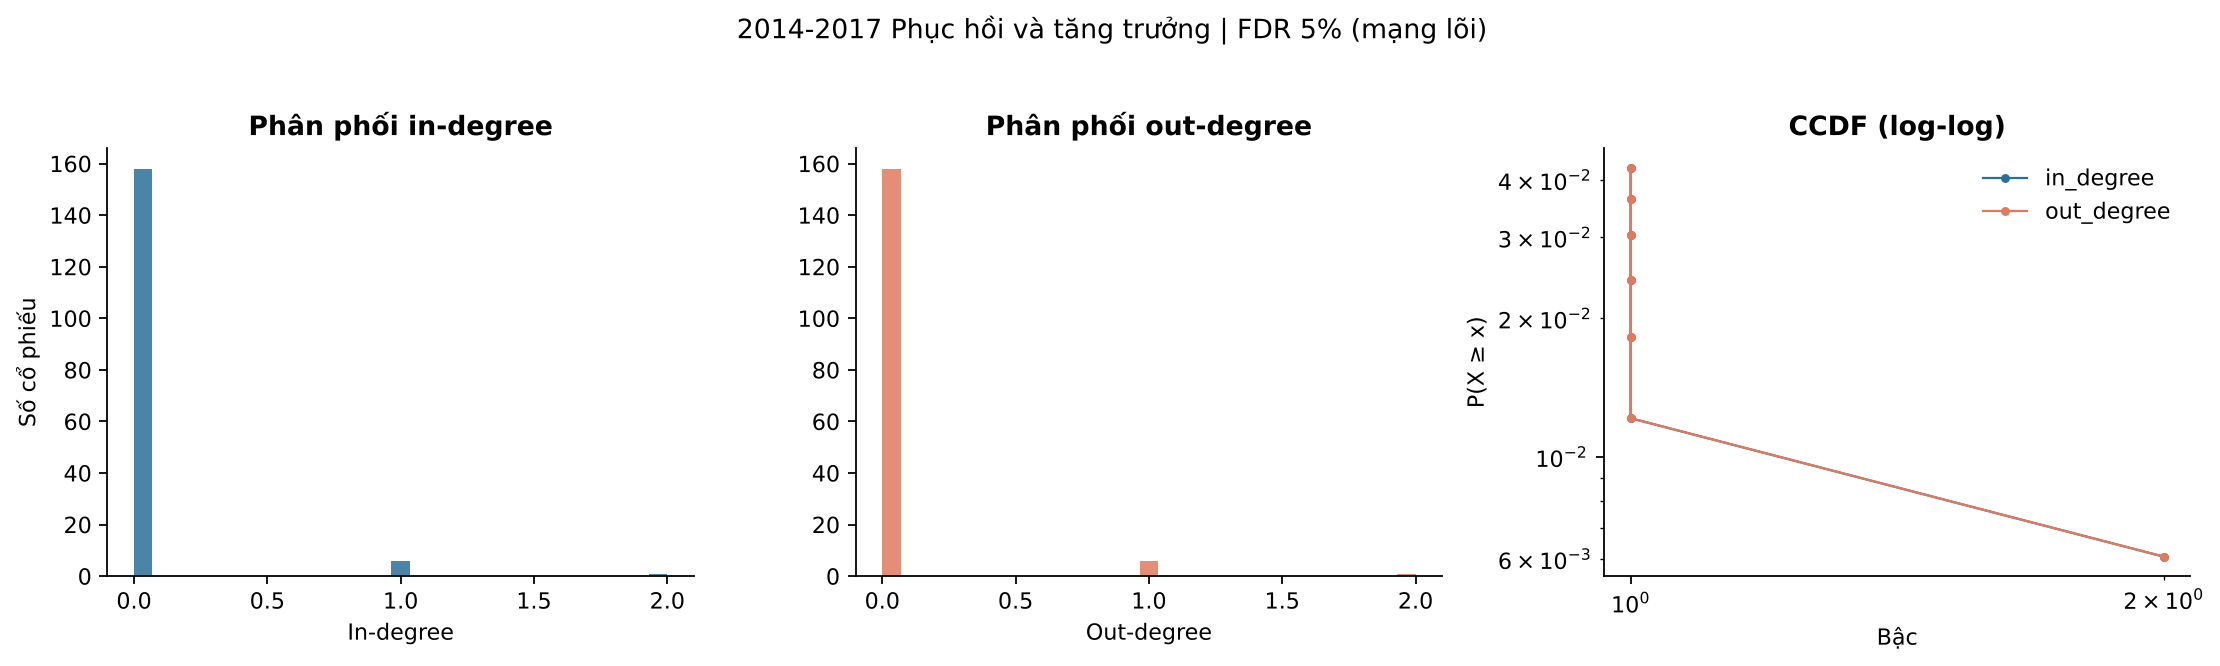 2014-2017 Phục hồi và tăng trưởng | FDR 5% (mạng lõi)
Phân phối in-degree
160
140
120
100
80
60
40
20
0
Số cổ phiếu
0.0 0.5 1.0 1.5 2.0
In-degree
Phân phối out-degree
160
140
120
100
80
60
40
20
0
0.0 0.5 1.0 1.5 2.0
Out-degree
CCDF (log-log)
in_degree
out_degree
4 × 10⁻²
3 × 10⁻²
2 × 10⁻²
10⁻²
6 × 10⁻³
P(X ≥ x)
10⁰ 2 × 10⁰
Bậc